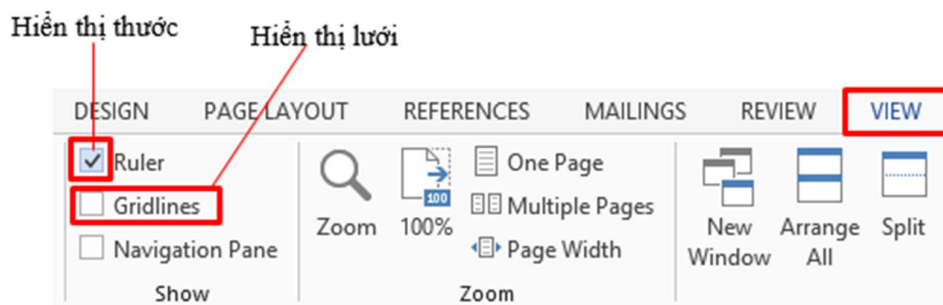 Hiển thị thước
Hiển thị lưới
DESIGN PAGE LAYOUT REFERENCES MAILINGS REVIEW VIEW
Ruler
Gridlines
Navigation Pane
Show
Zoom
100
100%
One Page
Multiple Pages
Page Width
Zoom
New
Window
Arrange
All
Split